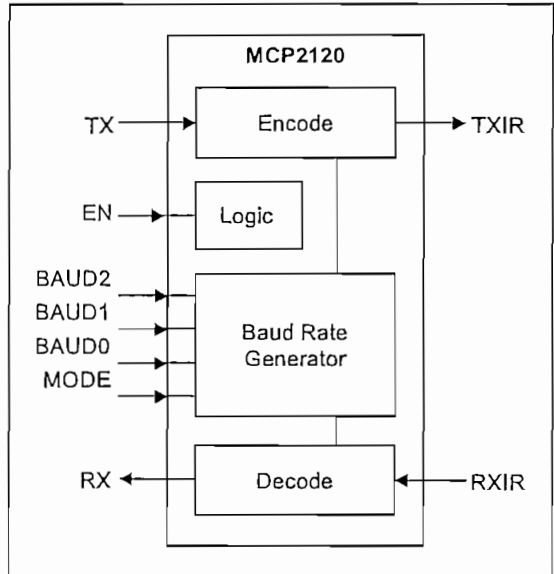 MCP2120
TX
Encode
TXIR
EN
Logic
BAUD2
BAUD1
BAUD0
MODE
Baud Rate
Generator
RX
Decode
RXIR